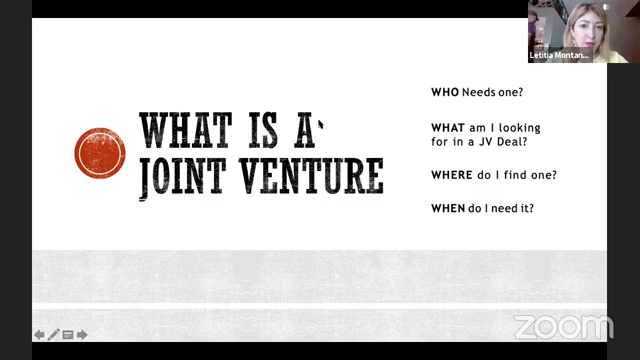 Letitia Montan...
WHAT IS A
JOINT VENTURE
WHO Needs one?
WHAT am I looking
for in a JV Deal?
WHERE do I find one?
WHEN do I need it?
zoom